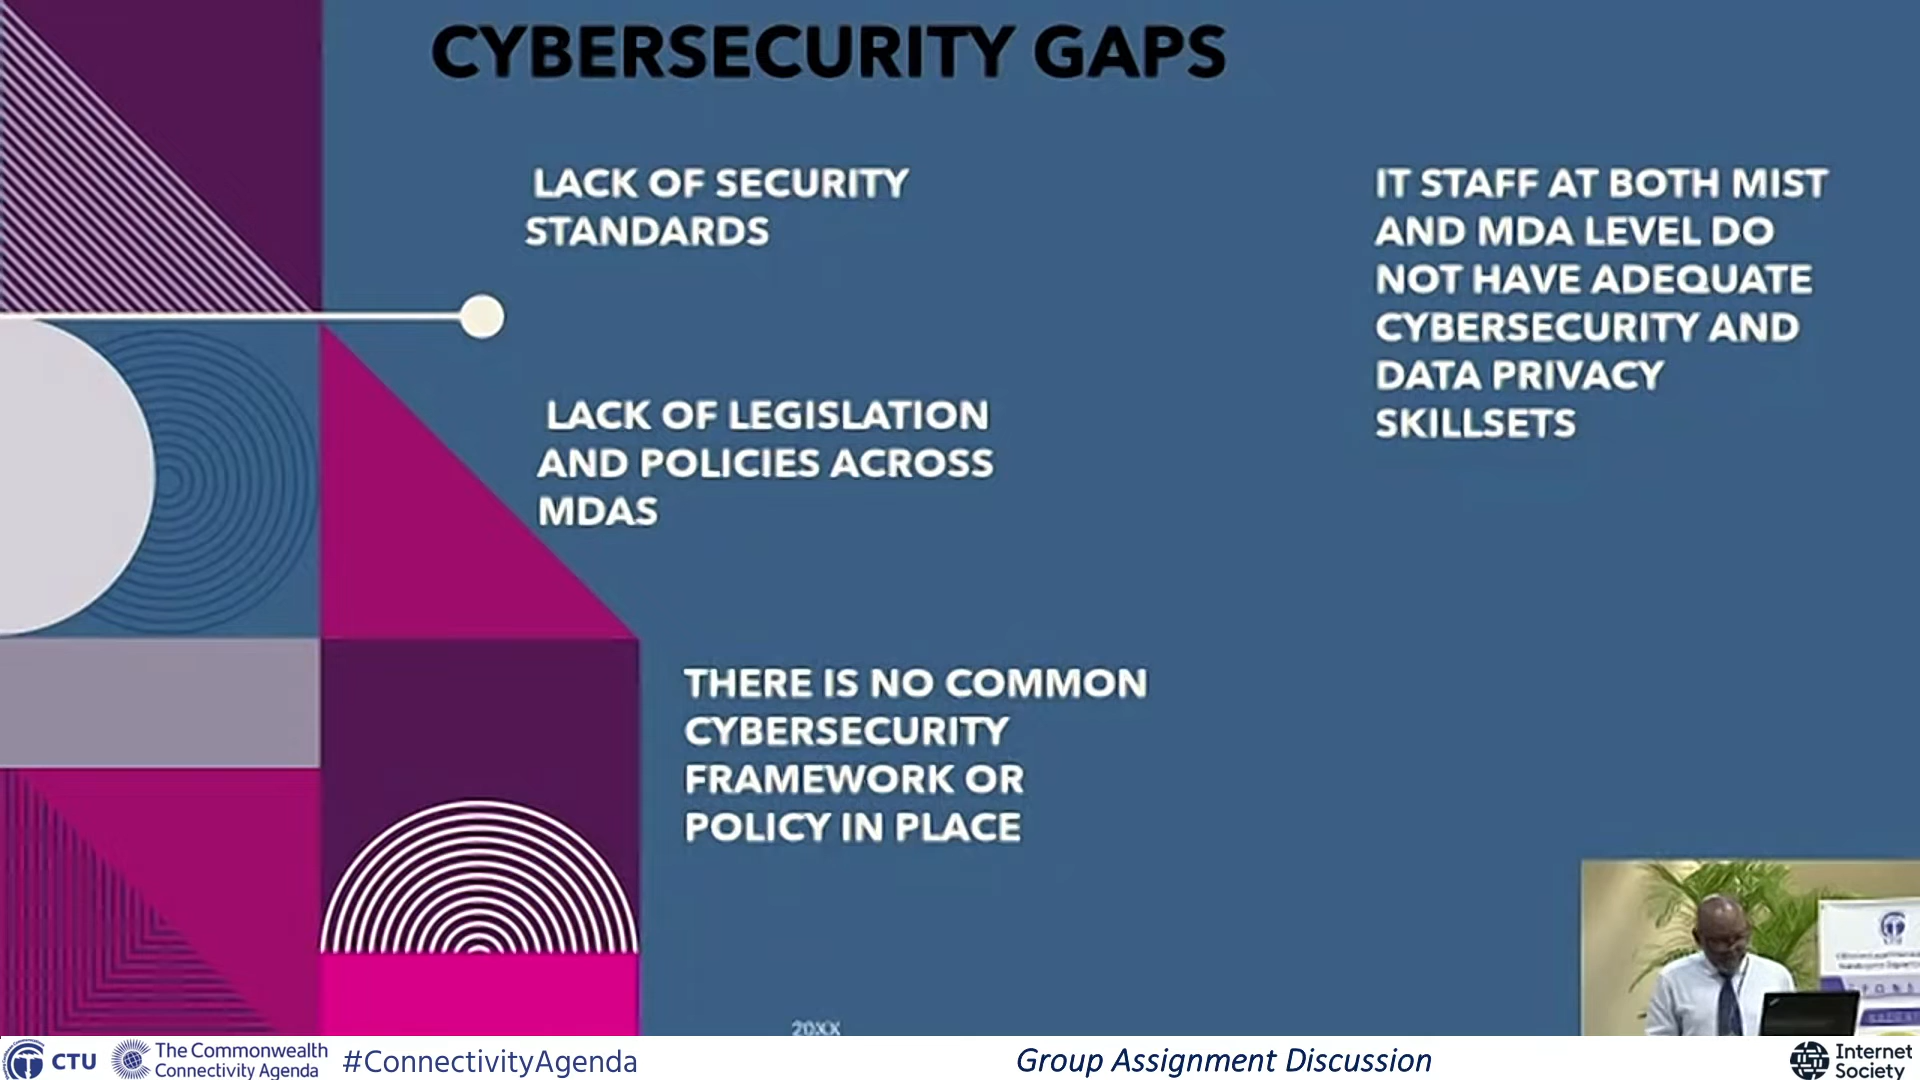 CYBERSECURITY GAPS
LACK OF SECURITY
STANDARDS
LACK OF LEGISLATION
AND POLICIES ACROSS
MDAS
THERE IS NO COMMON
CYBERSECURITY
FRAMEWORK OR
POLICY IN PLACE
IT STAFF AT BOTH MIST
AND MDA LEVEL DO
NOT HAVE ADEQUATE
CYBERSECURITY AND
DATA PRIVACY
SKILLSETS
20XX
CTU
The Commonwealth
Connectivity Agenda
#ConnectivityAgenda
Group Assignment Discussion
Internet
Society